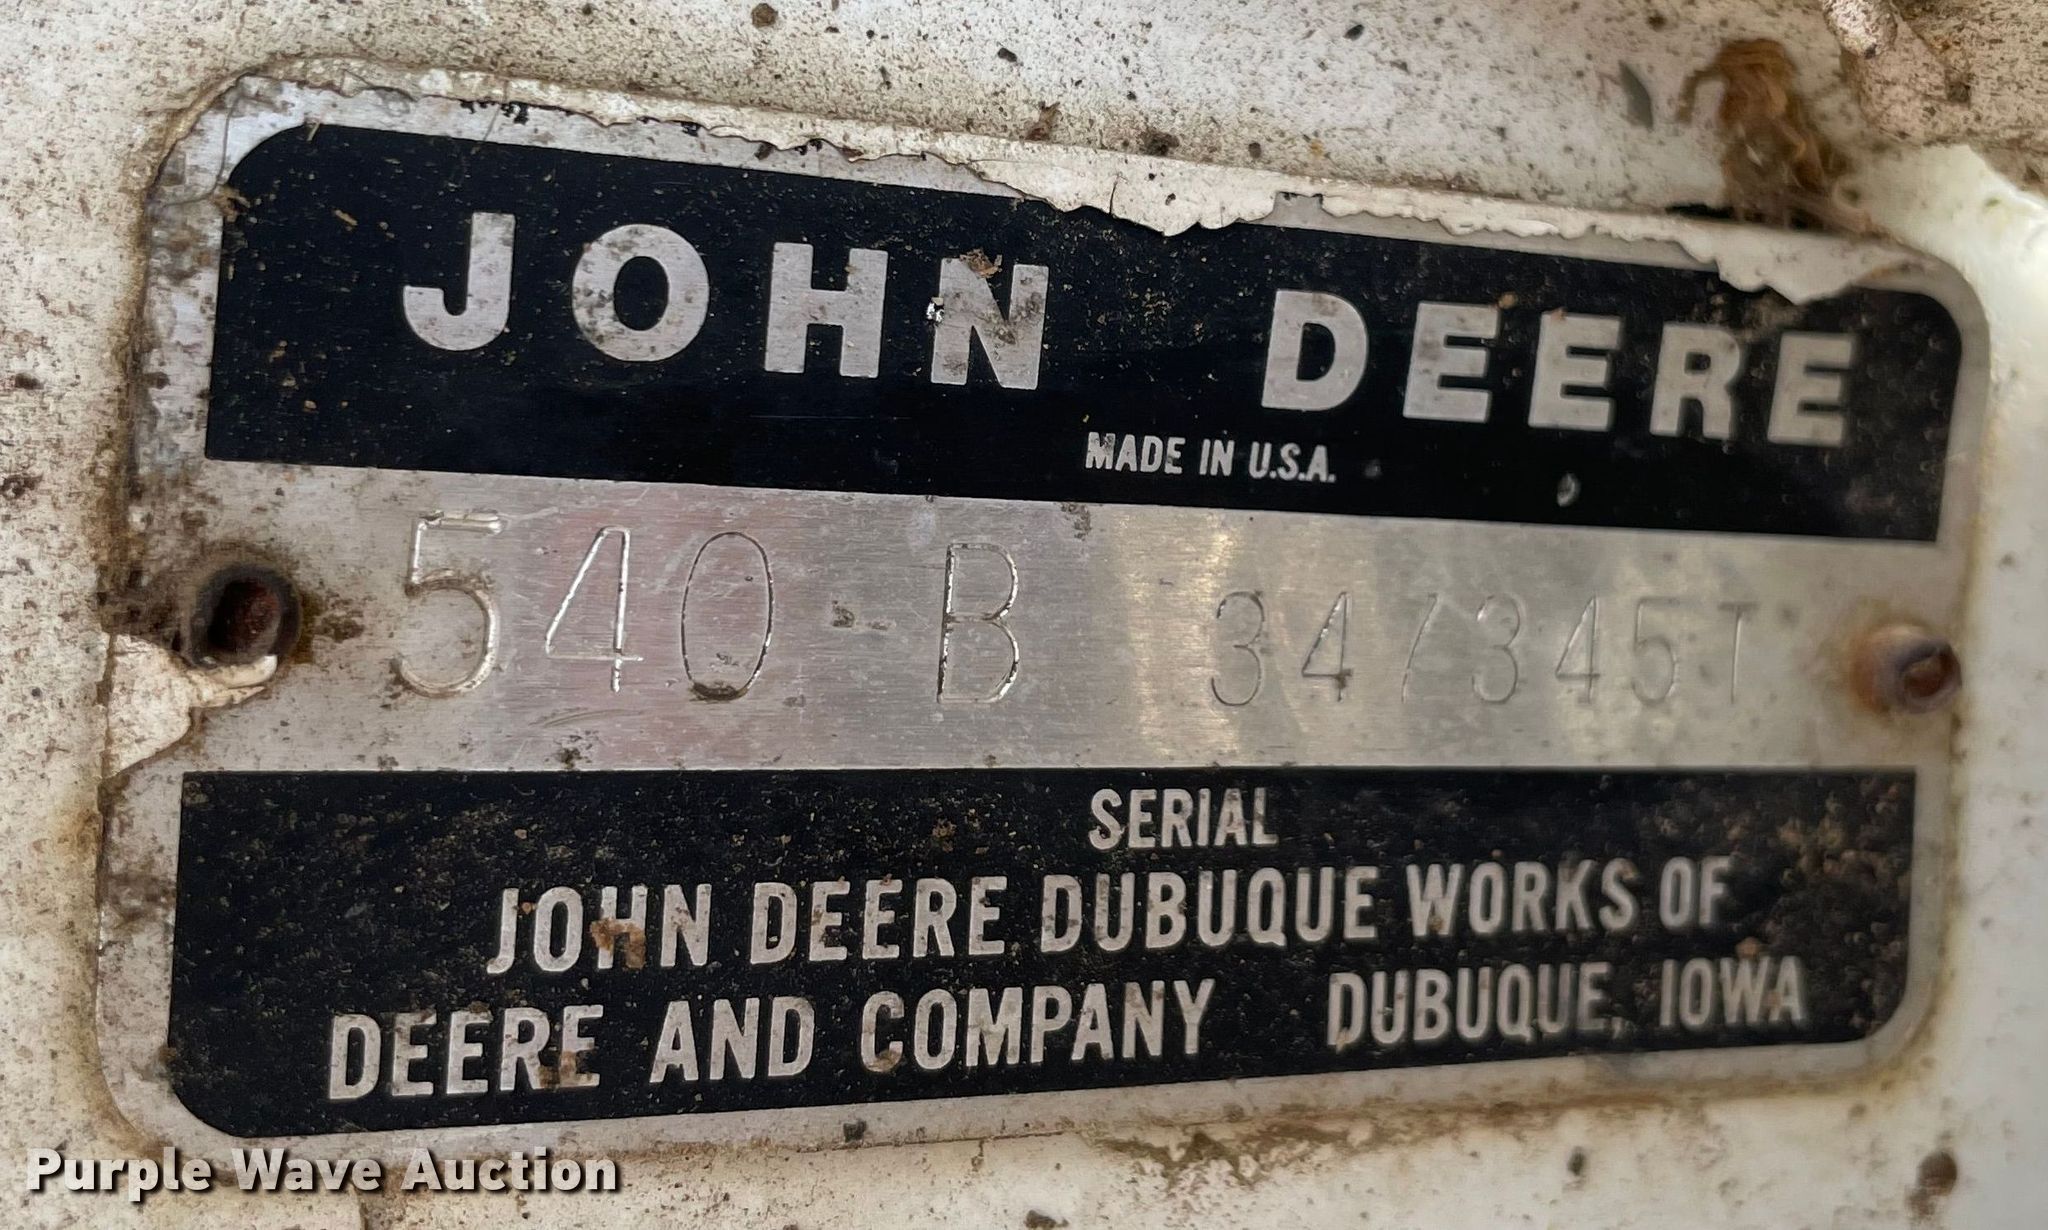 JOHN DEERE
MADE IN U.S.A.
540-B 347345T
SERIAL
JOHN DEERE DUBUQUE WORKS OF
DEERE AND COMPANY DUBUQUE, IOWA
Purple Wave Auction